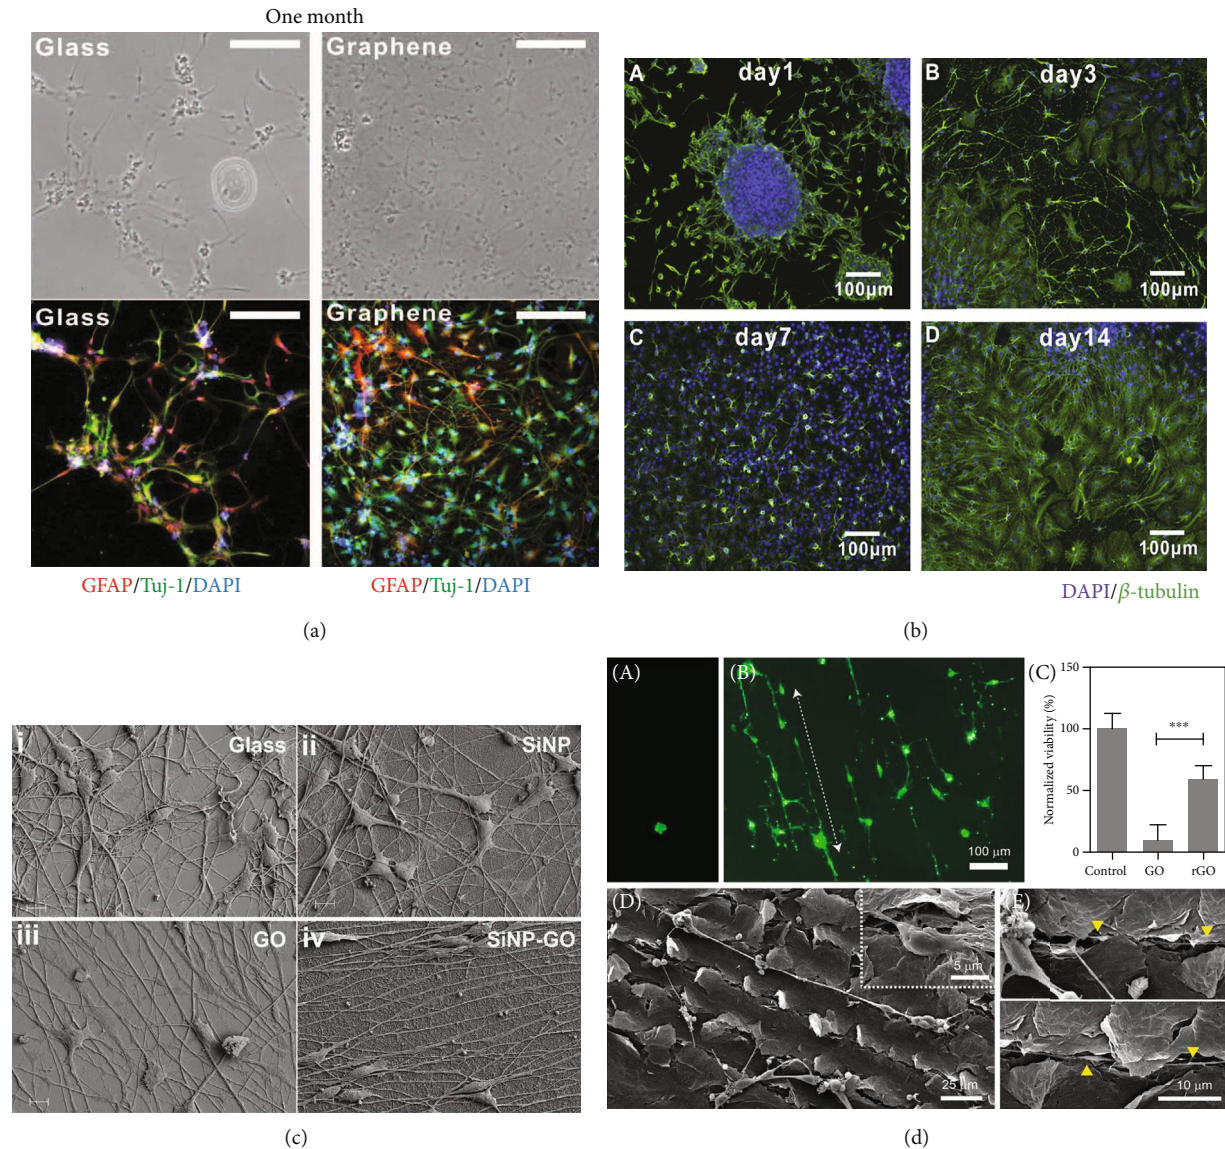 One month
Glass
Graphene
Glass
Graphene
GFAP/Tuj-1/DAPI
GFAP/Tuj-1/DAPI
(a)
A
day1
100μm
B
day3
100μm
C
day7
100μm
D
day14
100μm
DAPI/β-tubulin
(b)
i
Glass
ii
SiNP
iii
GO
iv
SiNP-GO
(c)
(A)
(B)
100 μm
(C)
150
100
50
0
Normalized viability (%)
***
Control
GO
rGO
(D)
5 μm
25 μm
(E)
10 μm
(d)